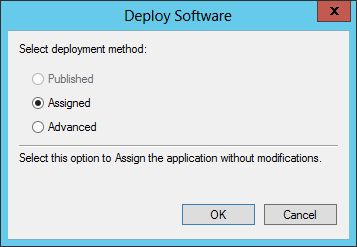 Deploy Software
x
Select deployment method:
Published
Assigned
Advanced
Select this option to Assign the application without modifications.
OK
Cancel